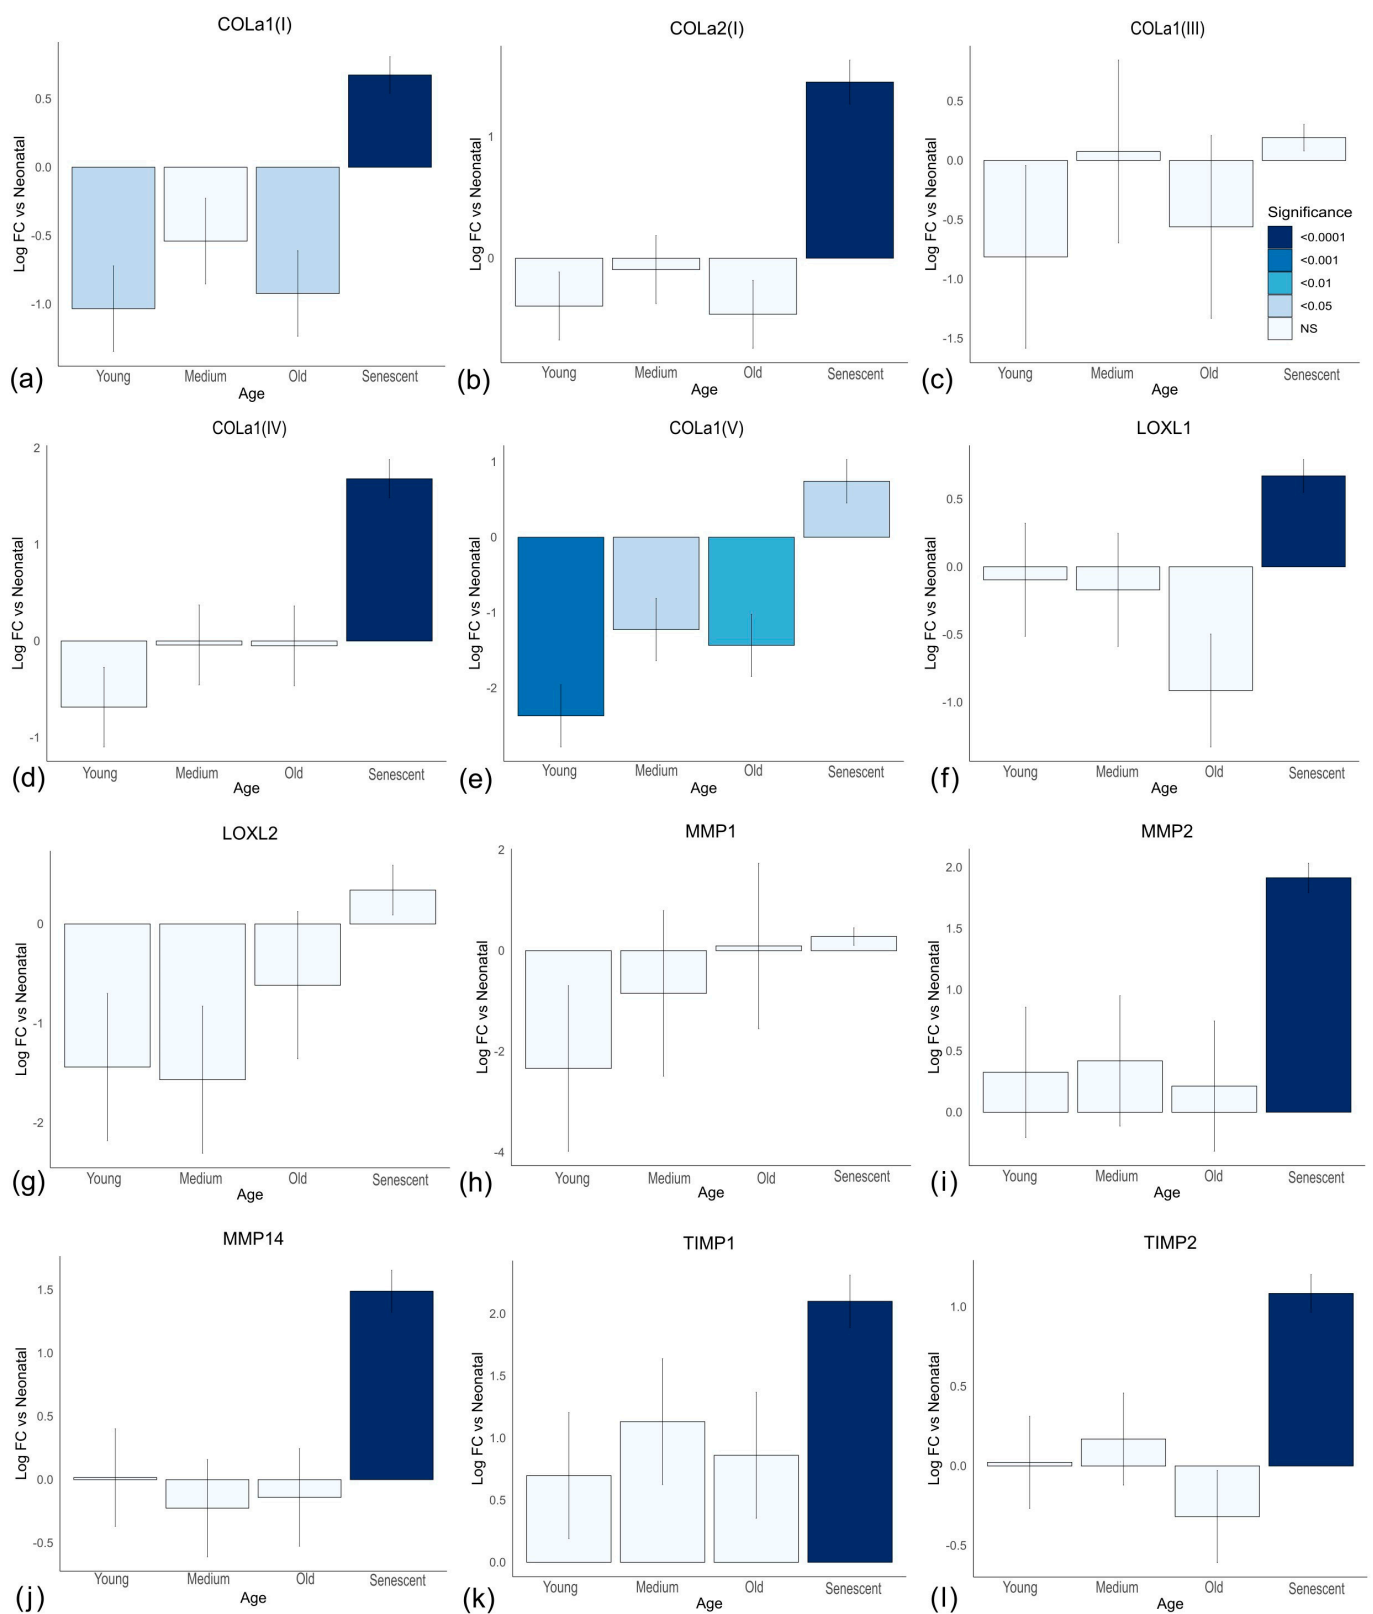 COLa1(I)
Log FC vs Neonatal
0.5
0.0
-0.5
-1.0
Young Medium Old Senescent
Age
(a)
COLa2(I)
Log FC vs Neonatal
1
0
Young Medium Old Senescent
Age
(b)
COLa1(III)
Log FC vs Neonatal
0.5
0.0
-0.5
-1.0
-1.5
Significance
<0.0001
<0.001
<0.01
<0.05
NS
Young Medium Old Senescent
Age
(c)
COLa1(IV)
Log FC vs Neonatal
2
1
0
-1
Young Medium Old Senescent
Age
(d)
COLa1(V)
Log FC vs Neonatal
1
0
-1
-2
Young Medium Old Senescent
Age
(e)
LOXL1
Log FC vs Neonatal
0.5
0.0
-0.5
-1.0
Young Medium Old Senescent
Age
(f)
LOXL2
Log FC vs Neonatal
0
-1
-2
Young Medium Old Senescent
Age
(g)
MMP1
Log FC vs Neonatal
2
0
-2
-4
Young Medium Old Senescent
Age
(h)
MMP2
Log FC vs Neonatal
2.0
1.5
1.0
0.5
0.0
Young Medium Old Senescent
Age
(i)
MMP14
Log FC vs Neonatal
1.5
1.0
0.5
0.0
-0.5
Young Medium Old Senescent
Age
(j)
TIMP1
Log FC vs Neonatal
2.0
1.5
1.0
0.5
0.0
Young Medium Old Senescent
Age
(k)
TIMP2
Log FC vs Neonatal
1.0
0.5
0.0
-0.5
Young Medium Old Senescent
Age
(l)